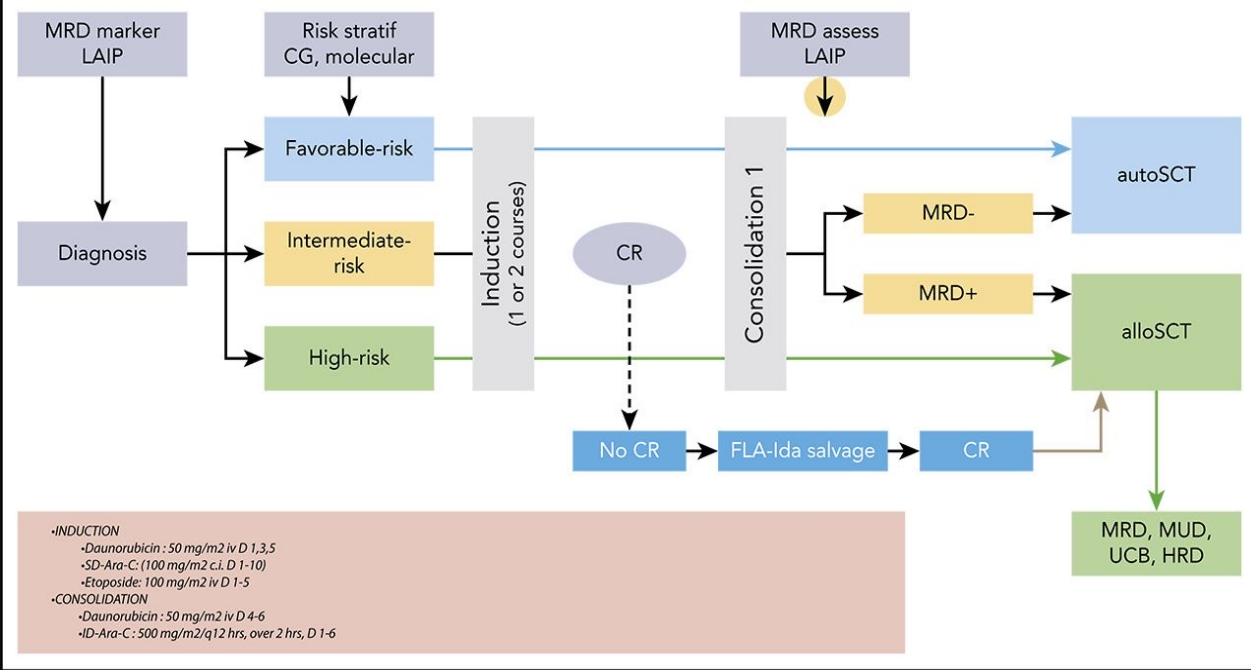 MRD marker
LAIP
Risk stratif
CG, molecular
MRD assess
LAIP
Favorable-risk
Diagnosis
Intermediate-
risk
High-risk
Induction
(1 or 2 courses)
CR
Consolidation 1
MRD-
MRD+
autoSCT
alloSCT
No CR
FLA-Ida salvage
CR
MRD, MUD,
UCB, HRD
•INDUCTION
•Daunorubicin : 50 mg/m2 iv D 1,3,5
•SD-Ara-C: (100 mg/m2 c.i. D 1-10)
•Etoposide: 100 mg/m2 iv D 1-5
•CONSOLIDATION
•Daunorubicin : 50 mg/m2 iv D 4-6
•ID-Ara-C : 500 mg/m2/q12 hrs, over 2 hrs, D 1-6